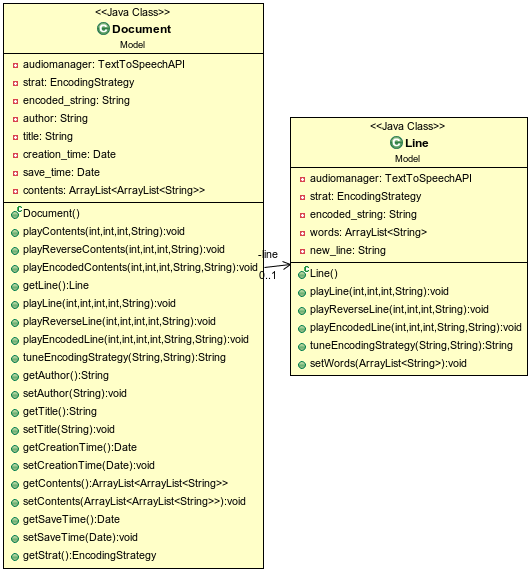 <<Java Class>>
Document
Model
audiomanager: TextToSpeechAPI
strat: EncodingStrategy
encoded_string: String
author: String
title: String
creation_time: Date
save_time: Date
contents: ArrayList<ArrayList<String>>
Document()
playContents(int,int,int,String):void
playReverseContents(int,int,int,String):void
playEncodedContents(int,int,int,String,String):void
getLine():Line
playLine(int,int,int,int,String):void
playReverseLine(int,int,int,int,String):void
playEncodedLine(int,int,int,int,String,String):void
tuneEncodingStrategy(String,String):String
getAuthor():String
setAuthor(String):void
getTitle():String
setTitle(String):void
getCreationTime():Date
setCreationTime(Date):void
getContents():ArrayList<ArrayList<String>>
setContents(ArrayList<ArrayList<String>>):void
getSaveTime():Date
setSaveTime(Date):void
getStrat():EncodingStrategy
-line
0..1
<<Java Class>>
Line
Model
audiomanager: TextToSpeechAPI
strat: EncodingStrategy
encoded_string: String
words: ArrayList<String>
new_line: String
Line()
playLine(int,int,int,String):void
playReverseLine(int,int,int,String):void
playEncodedLine(int,int,int,String,String):void
tuneEncodingStrategy(String,String):String
setWords(ArrayList<String>):void